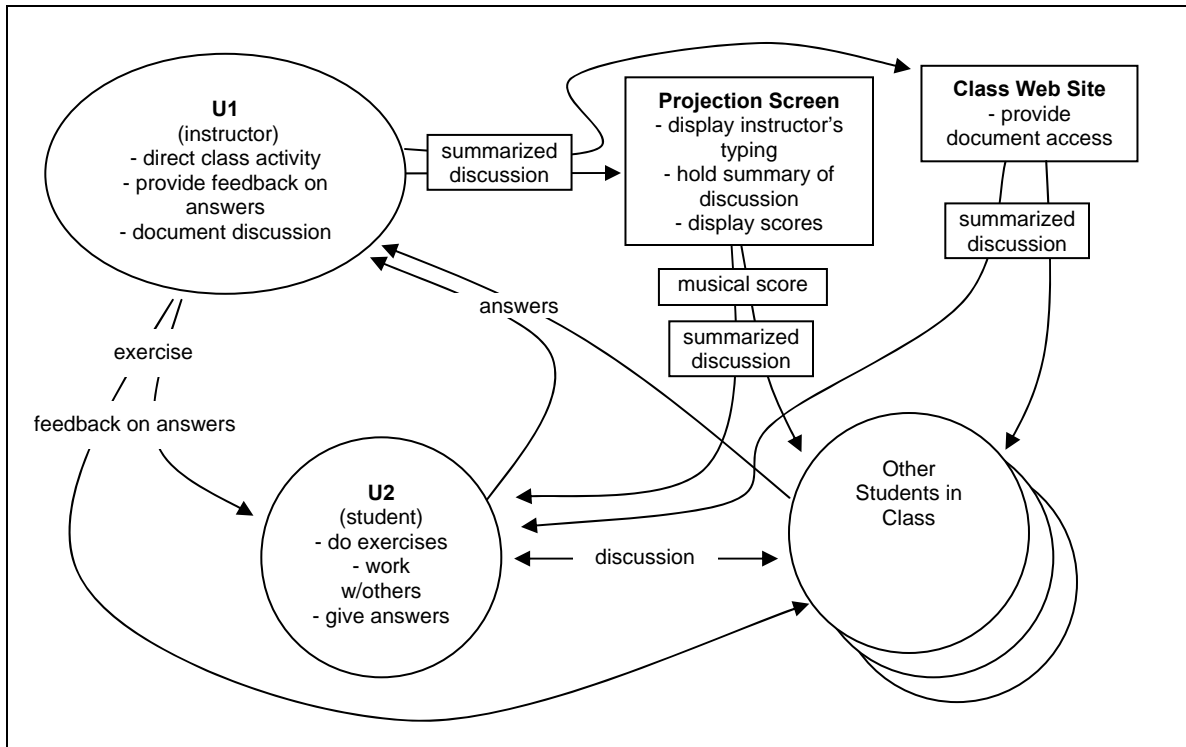 U1
(instructor)
- direct class activity
- provide feedback on
answers
- document discussion
summarized
discussion
Projection Screen
- display instructor’s
typing
- hold summary of
discussion
- display scores
Class Web Site
- provide
document access
summarized
discussion
musical score
summarized
discussion
answers
exercise
feedback on answers
U2
(student)
- do exercises
- work
w/others
- give answers
discussion
Other
Students in
Class